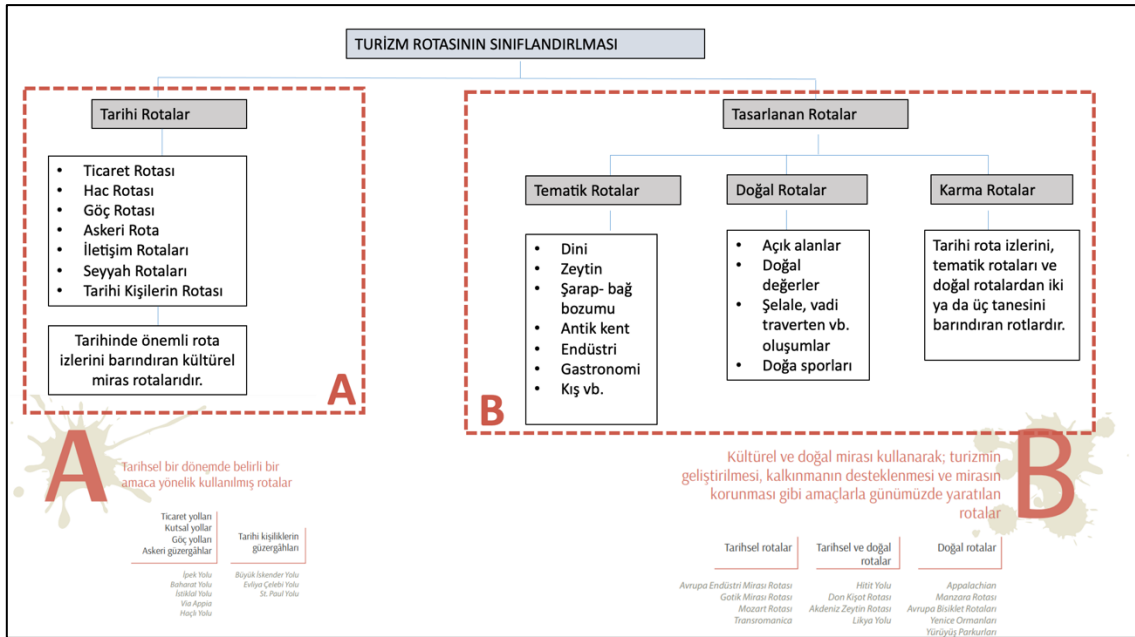 TURİZM ROTASININ SINIFLANDIRLMASI
Tarihi Rotalar
• Ticaret Rotası
• Hac Rotası
• Göç Rotası
• Askeri Rota
• İletişim Rotaları
• Seyyah Rotaları
• Tarihi Kişilerin Rotası
Tarihinde önemli rota
izlerini barındıran kültürel
miras rotalarıdır.
A
Tasarlanan Rotalar
Tematik Rotalar
• Dini
• Zeytin
• Şarap- bağ
bozumu
• Antik kent
• Endüstri
• Gastronomi
• Kış vb.
Doğal Rotalar
• Açık alanlar
• Doğal
değerler
• Şelale, vadi
traverten vb.
oluşumlar
• Doğa sporları
Karma Rotalar
Tarihi rota izlerini,
tematik rotaları ve
doğal rotalardan iki
ya da üç tanesini
barındıran rotlardır.
B
A
Tarihsel bir dönemde belirli bir
amaca yönelik kullanılmış rotalar
Ticaret yolları
Kutsal yollar
Göç yolları
Askeri güzergâhlar
İpek Yolu
Baharat Yolu
İstiklal Yolu
Via Appia
Haçlı Yolu
Tarihi kişiliklerin
güzergâhları
Büyük İskender Yolu
Evliya Çelebi Yolu
St. Paul Yolu
B
Kültürel ve doğal mirası kullanarak; turizmin
geliştirilmesi, kalkınmanın desteklenmesi ve mirasın
korunması gibi amaçlarla günümüzde yaratılan
rotalar
Tarihsel rotalar
Avrupa Endüstri Mirası Rotası
Gotik Mirası Rotası
Mozart Rotası
Transromanica
Tarihsel ve doğal
rotalar
Hitit Yolu
Don Kişot Rotası
Akdeniz Zeytin Rotası
Likya Yolu
Doğal rotalar
Appalachian
Manzara Rotası
Avrupa Bisiklet Rotaları
Yenice Ormanları
Yürüyüş Parkurları